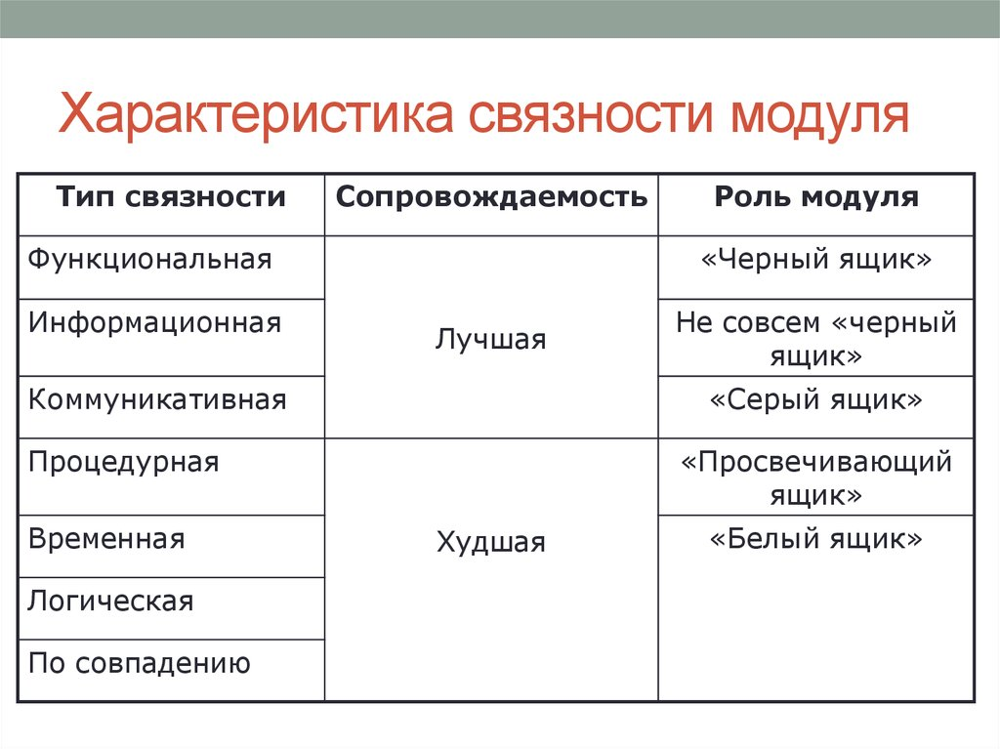 Характеристика связности модуля
Тип связности Сопровождаемость Роль модуля
Функциональная «Черный ящик»
Информационная Лучшая Не совсем «черный
ящик»
Коммуникативная «Серый ящик»
Процедурная «Просвечивающий
ящик»
Временная Худшая «Белый ящик»
Логическая
По совпадению